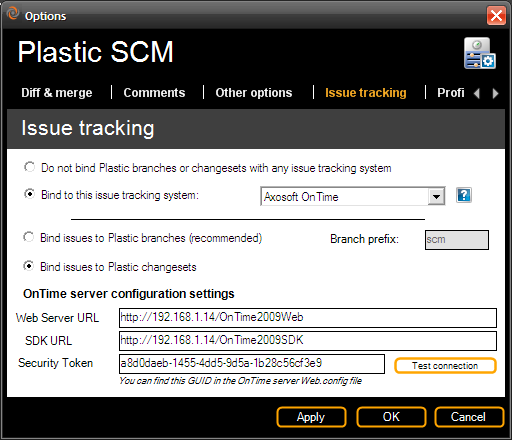 Options
Plastic SCM
Diff & merge Comments Other options Issue tracking Profi
Issue tracking
Do not bind Plastic branches or changesets with any issue tracking system
Bind to this issue tracking system: Axosoft OnTime ?
Bind issues to Plastic branches (recommended) Branch prefix: scm
Bind issues to Plastic changesets
OnTime server configuration settings
Web Server URL http://192.168.1.14/OnTime2009Web
SDK URL http://192.168.1.14/OnTime2009SDK
Security Token a8d0daeb-1455-4dd5-9d5a-1b28c56cf3e9 Test connection
You can find this GUID in the OnTime server Web.config file
Apply OK Cancel